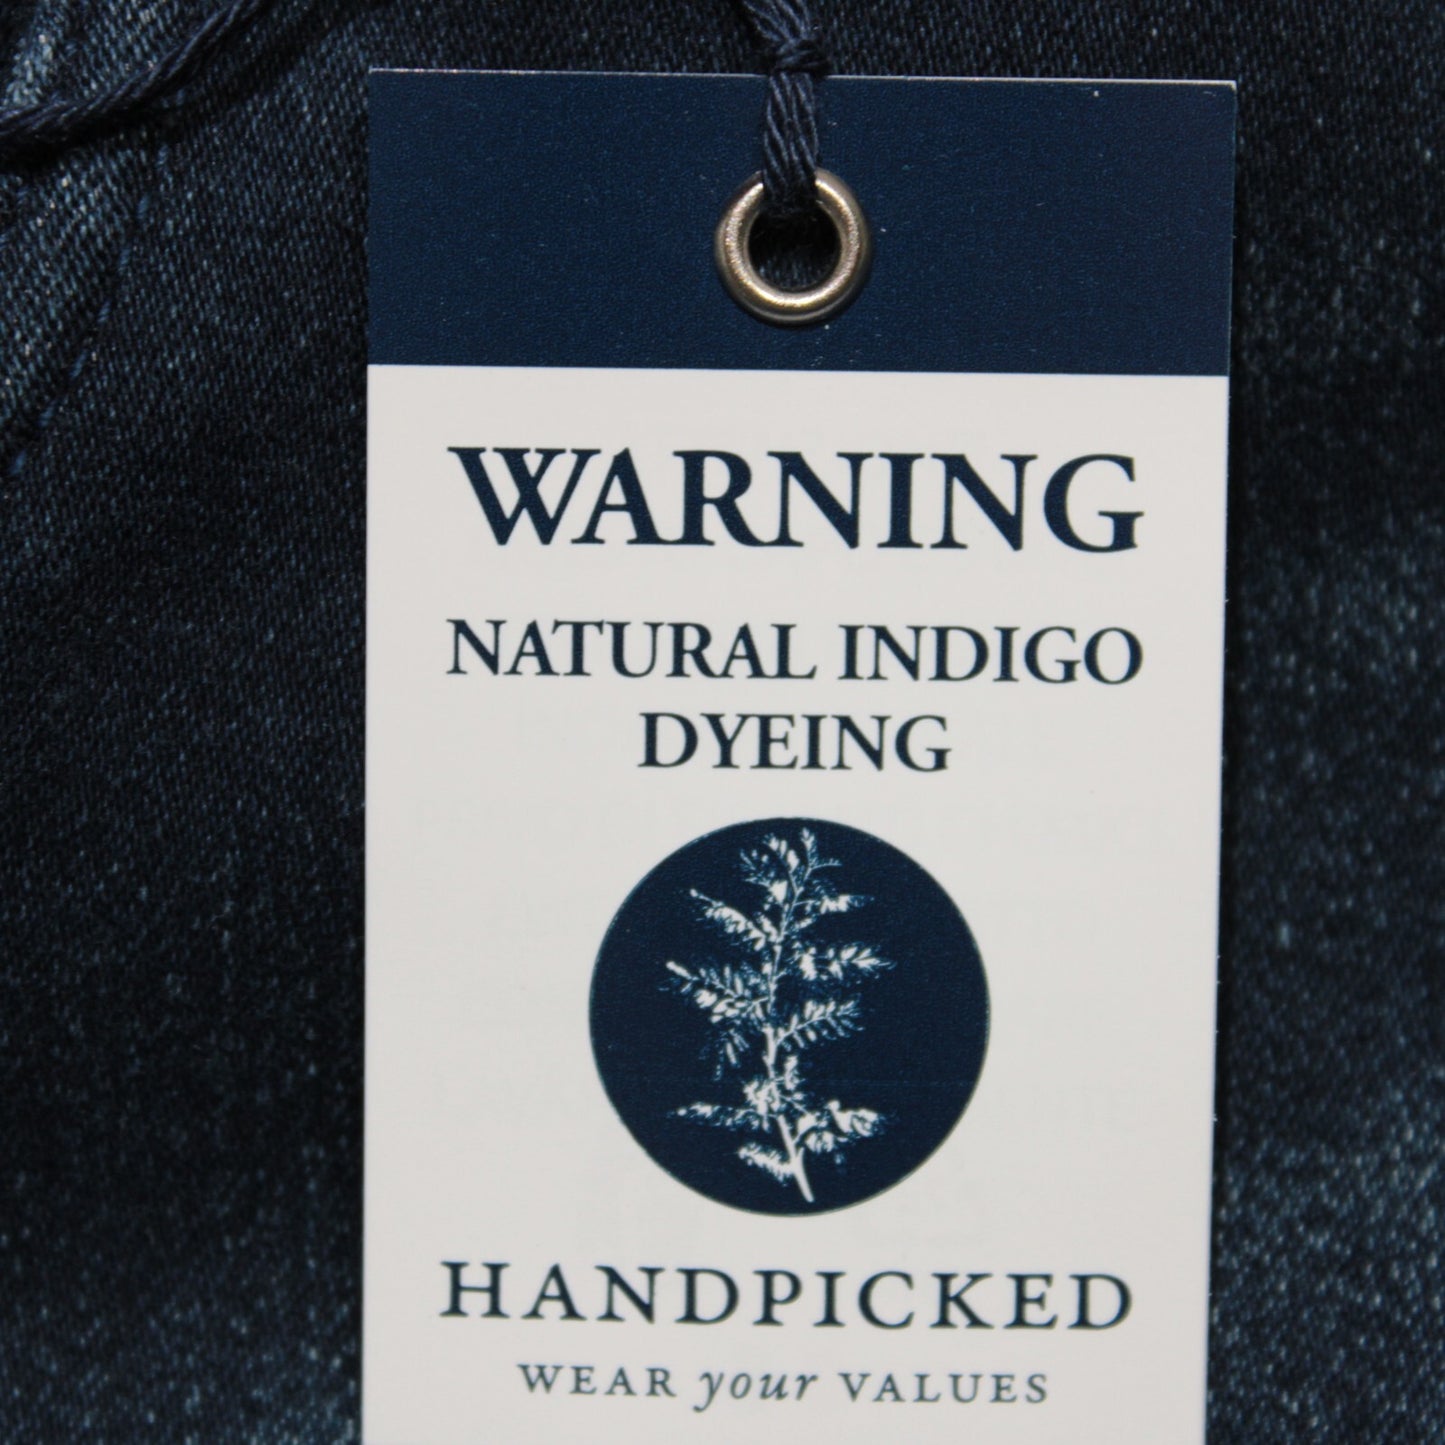 WARNING
NATURAL INDIGO
DYEING
HANDPICKED
WEAR your VALUES